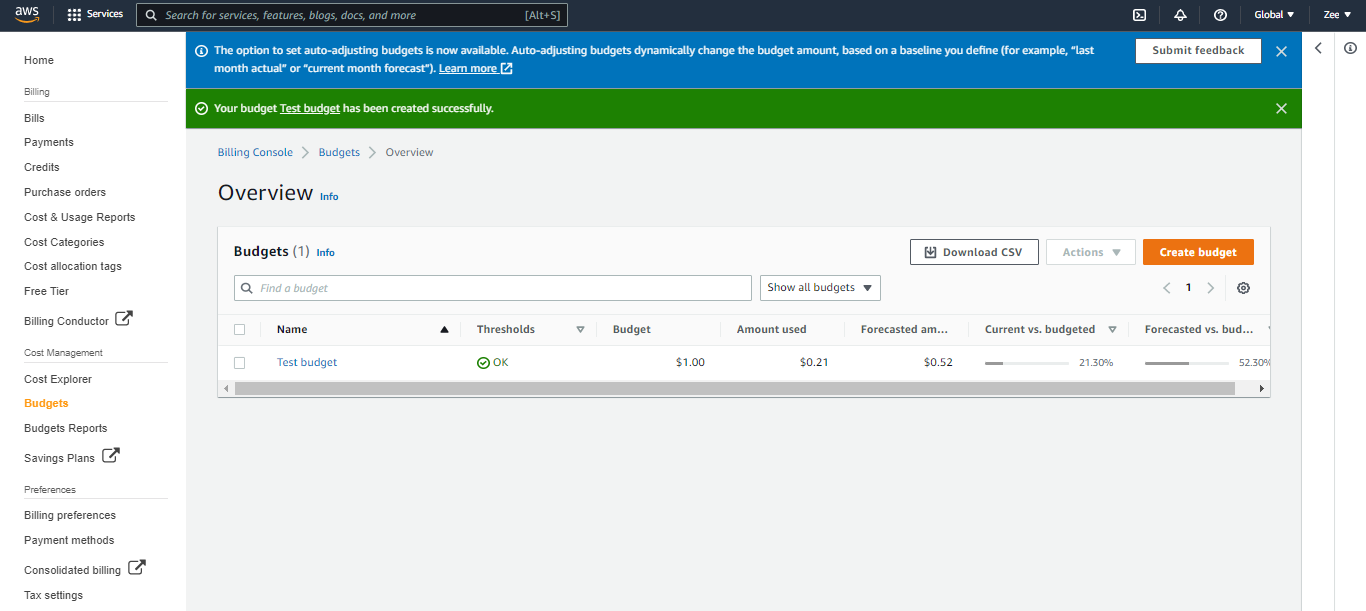 aws
Services
Search for services, features, blogs, docs, and more
[Alt+S]
Global
Zee
Home
Billing
Bills
Payments
Credits
Purchase orders
Cost & Usage Reports
Cost Categories
Cost allocation tags
Free Tier
Billing Conductor
Cost Management
Cost Explorer
Budgets
Budgets Reports
Savings Plans
Preferences
Billing preferences
Payment methods
Consolidated billing
Tax settings
The option to set auto-adjusting budgets is now available. Auto-adjusting budgets dynamically change the budget amount, based on a baseline you define (for example, “last
month actual” or “current month forecast”). Learn more
Submit feedback
Your budget Test budget has been created successfully.
Billing Console
Budgets
Overview
Overview Info
Budgets (1) Info
Download CSV
Actions
Create budget
Find a budget
Show all budgets
1
Name Thresholds Budget Amount used Forecasted am... Current vs. budgeted Forecasted vs. bud...
Test budget OK $1.00 $0.21 $0.52 21.30% 52.30%